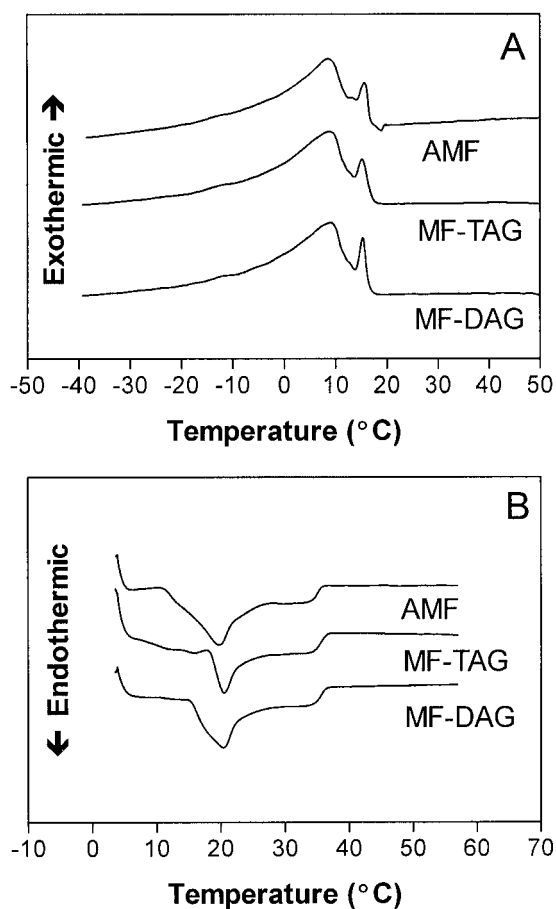 A
Exothermic →
AMF
MF-TAG
MF-DAG
-50 -40 -30 -20 -10 0 10 20 30 40 50
Temperature (°C)
B
← Endothermic
AMF
MF-TAG
MF-DAG
-10 0 10 20 30 40 50 60 70
Temperature (°C)